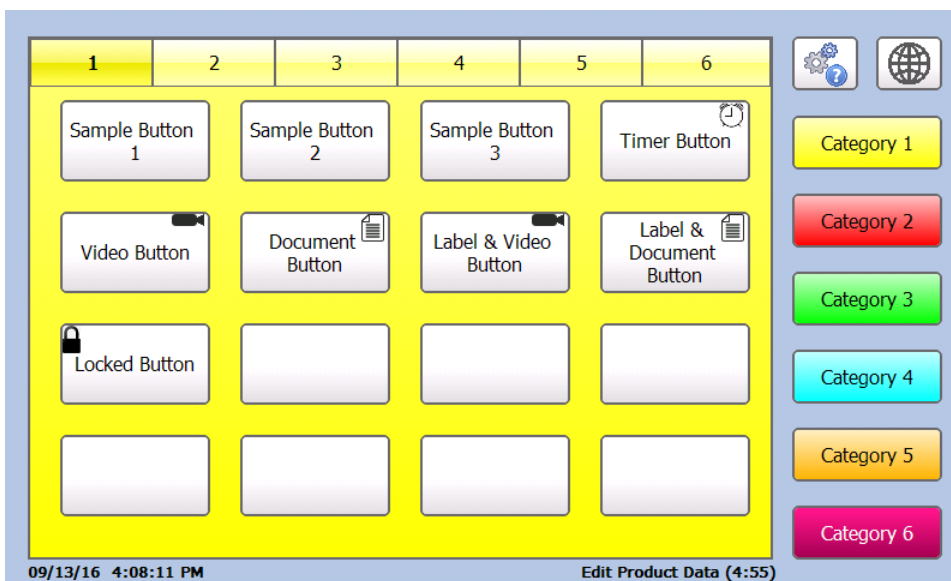 1 2 3 4 5 6
?
Sample Button
1
Sample Button
2
Sample Button
3
Timer Button
Category 1
Video Button
Document
Button
Label & Video
Button
Label &
Document
Button
Category 2
Category 3
Locked Button
Category 4
Category 5
Category 6
09/13/16 4:08:11 PM
Edit Product Data (4:55)